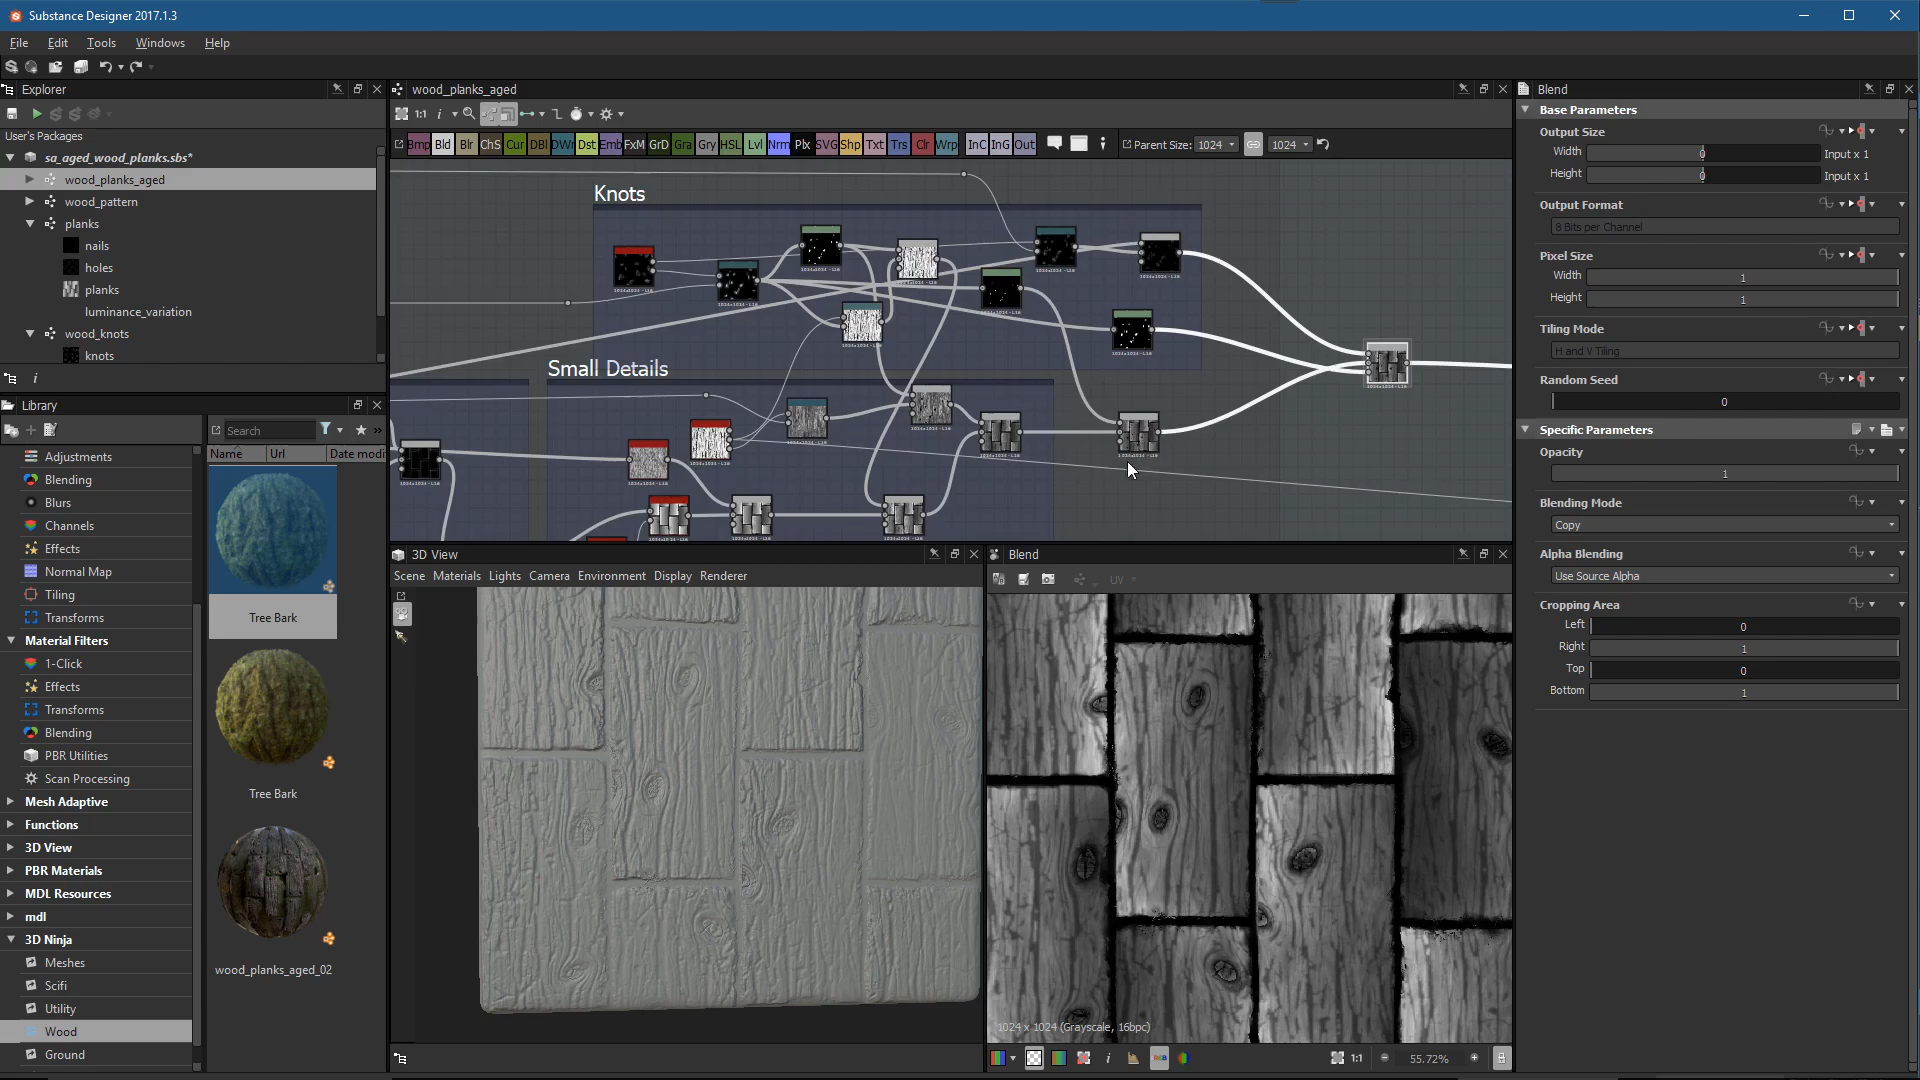 Substance Designer 2017.1.3
File Edit Tools Windows Help
Explorer
User's Packages
sa_aged_wood_planks.sbs*
wood_planks_aged
wood_pattern
planks
nails
holes
planks
luminance_variation
wood_knots
knots
Library
Search
Name Url Date modi
Adjustments
Blending
Blurs
Channels
Effects
Normal Map
Tiling
Transforms
Material Filters
1-Click
Effects
Transforms
Blending
PBR Utilities
Scan Processing
Mesh Adaptive
Functions
3D View
PBR Materials
MDL Resources
mdl
3D Ninja
Meshes
Scifi
Utility
Wood
Ground
Tree Bark
Tree Bark
wood_planks_aged_02
wood_planks_aged
1:1
Bmp Bld Blr ChS Cur DBl DWr Dst Emb FxM GrD Gra Gry HSL Lvl Nrm Plx SVG Shp Txt Trs Clr Wrp InC InG Out Parent Size: 1024 1024
Knots
Small Details
3D View
Scene Materials Lights Camera Environment Display Renderer
Blend
UV
1024 x 1024 (Grayscale, 16bpc)
RGB
1:1 55.72%
Blend
Base Parameters
Output Size
Width 0 Input x 1
Height 0 Input x 1
Output Format
8 Bits per Channel
Pixel Size
Width 1
Height 1
Tiling Mode
H and V Tiling
Random Seed
0
Specific Parameters
Opacity
1
Blending Mode
Copy
Alpha Blending
Use Source Alpha
Cropping Area
Left 0
Right 1
Top 0
Bottom 1